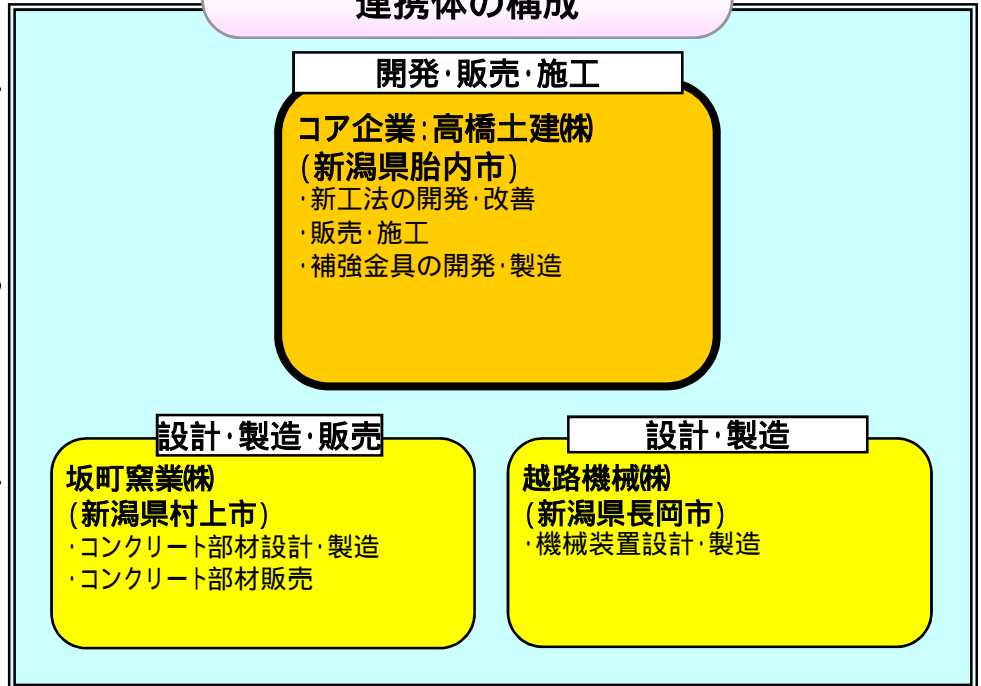 連携体の構成
開発･販売･施工
コア企業:高橋土建㈱
(新潟県胎内市)
･新工法の開発･改善
･販売･施工
･補強金具の開発･製造
設計･製造･販売
坂町窯業㈱
(新潟県村上市)
･コンクリート部材設計･製造
･コンクリート部材販売
設計･製造
越路機械㈱
(新潟県長岡市)
･機械装置設計･製造